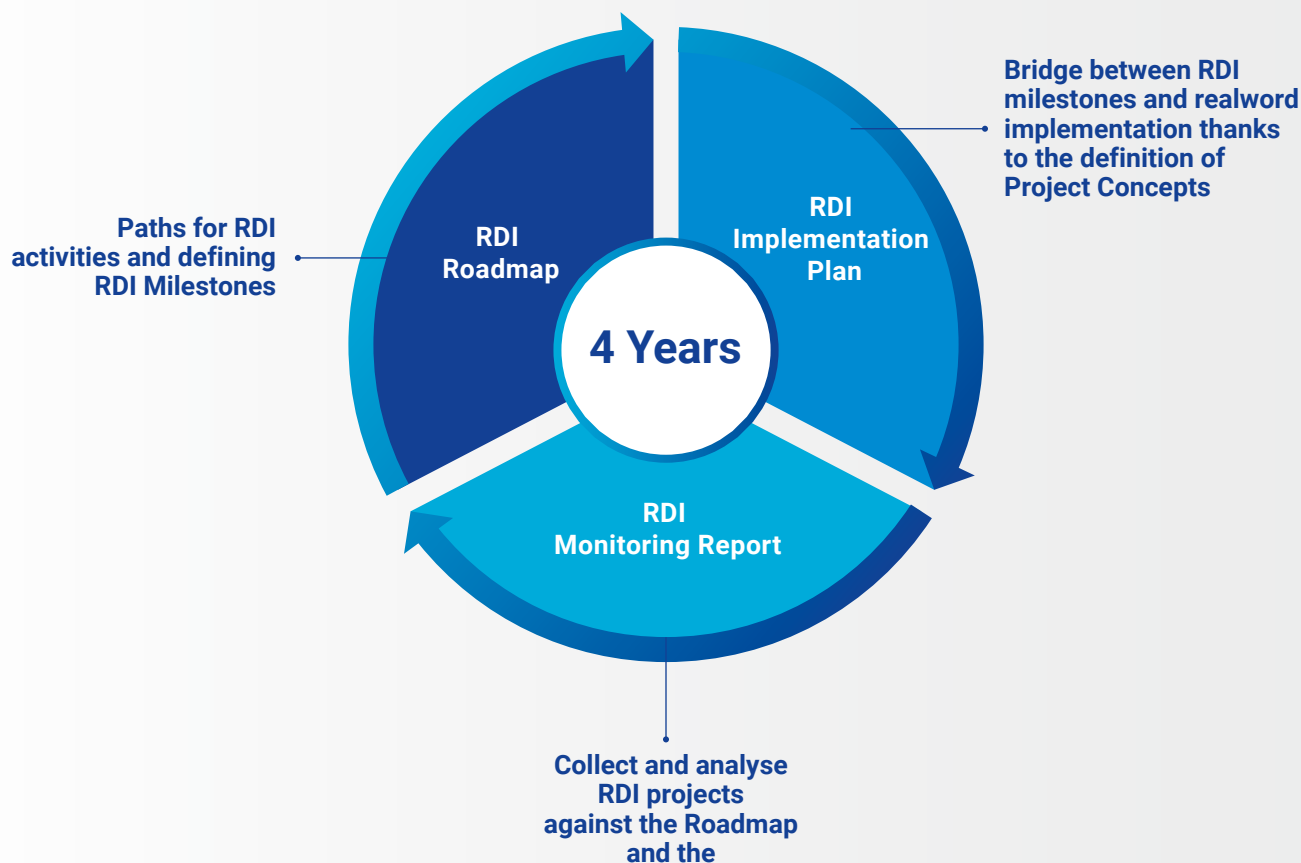 Bridge between RDI
milestones and realword
implementation thanks
to the definition of
Project Concepts
Paths for RDI
activities and defining
RDI Milestones
RDI
Roadmap
RDI
Implementation
Plan
4 Years
RDI
Monitoring Report
Collect and analyse
RDI projects
against the Roadmap
and the